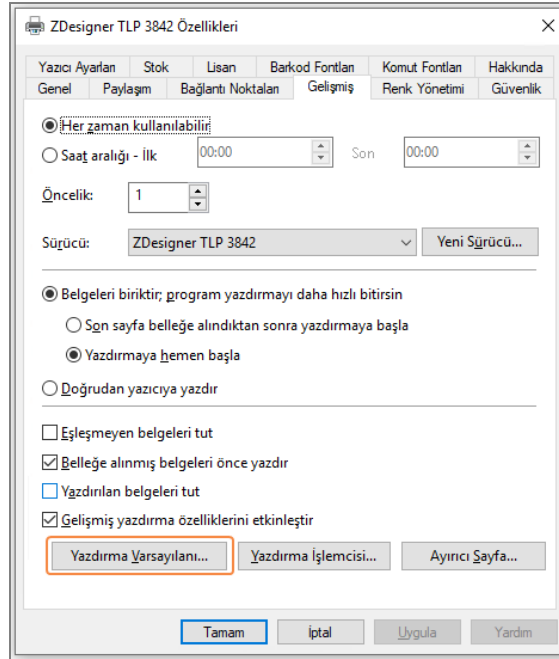 ZDesigner TLP 3842 Özellikleri
Yazıcı Ayarları Stok Lisan Barkod Fontları Komut Fontları Hakkında
Genel Paylaşım Bağlantı Noktaları Gelişmiş Renk Yönetimi Güvenlik
Her zaman kullanılabilir
Saat aralığı - İlk 00:00 Son 00:00
Öncelik: 1
Sürücü: ZDesigner TLP 3842 Yeni Sürücü...
Belgeleri biriktir; program yazdırmayı daha hızlı bitirsin
Son sayfa belleğe alındıktan sonra yazdırmaya başla
Yazdırmaya hemen başla
Doğrudan yazıcıya yazdır
Eşleşmeyen belgeleri tut
Belleğe alınmış belgeleri önce yazdır
Yazdırılan belgeleri tut
Gelişmiş yazdırma özelliklerini etkinleştir
Yazdırma Varsayılanı... Yazdırma İşlemcisi... Ayırıcı Sayfa...
Tamam İptal Uygula Yardım